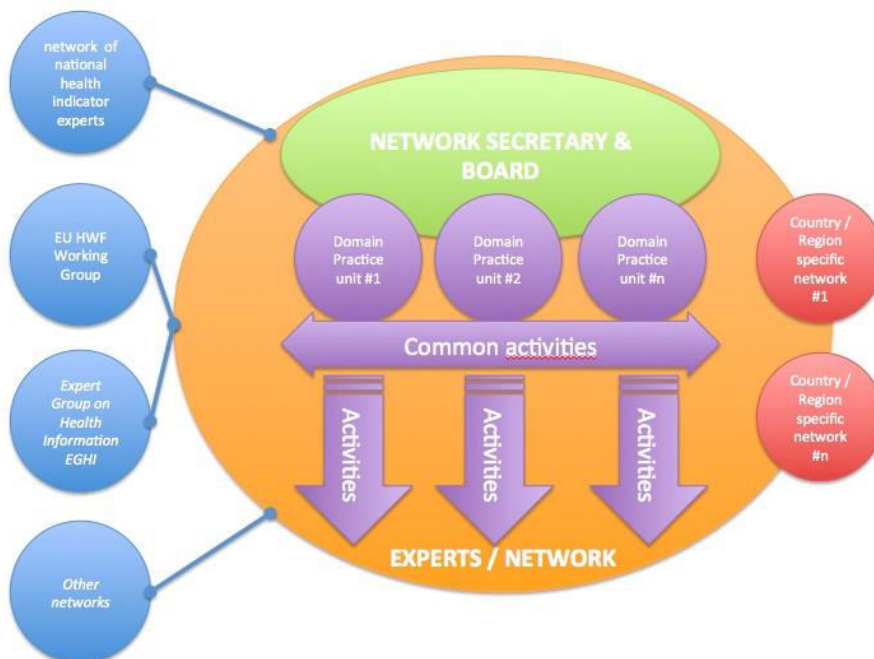 network of
national
health
indicator
experts
EU HWF
Working
Group
Expert
Group on
Health
Information
EGHI
Other
networks
NETWORK SECRETARY &
BOARD
Domain
Practice
unit #1
Domain
Practice
unit #2
Domain
Practice
unit #n
Common activities
Activities
Activities
Activities
EXPERTS / NETWORK
Country /
Region
specific
network
#1
Country /
Region
specific
network
#n